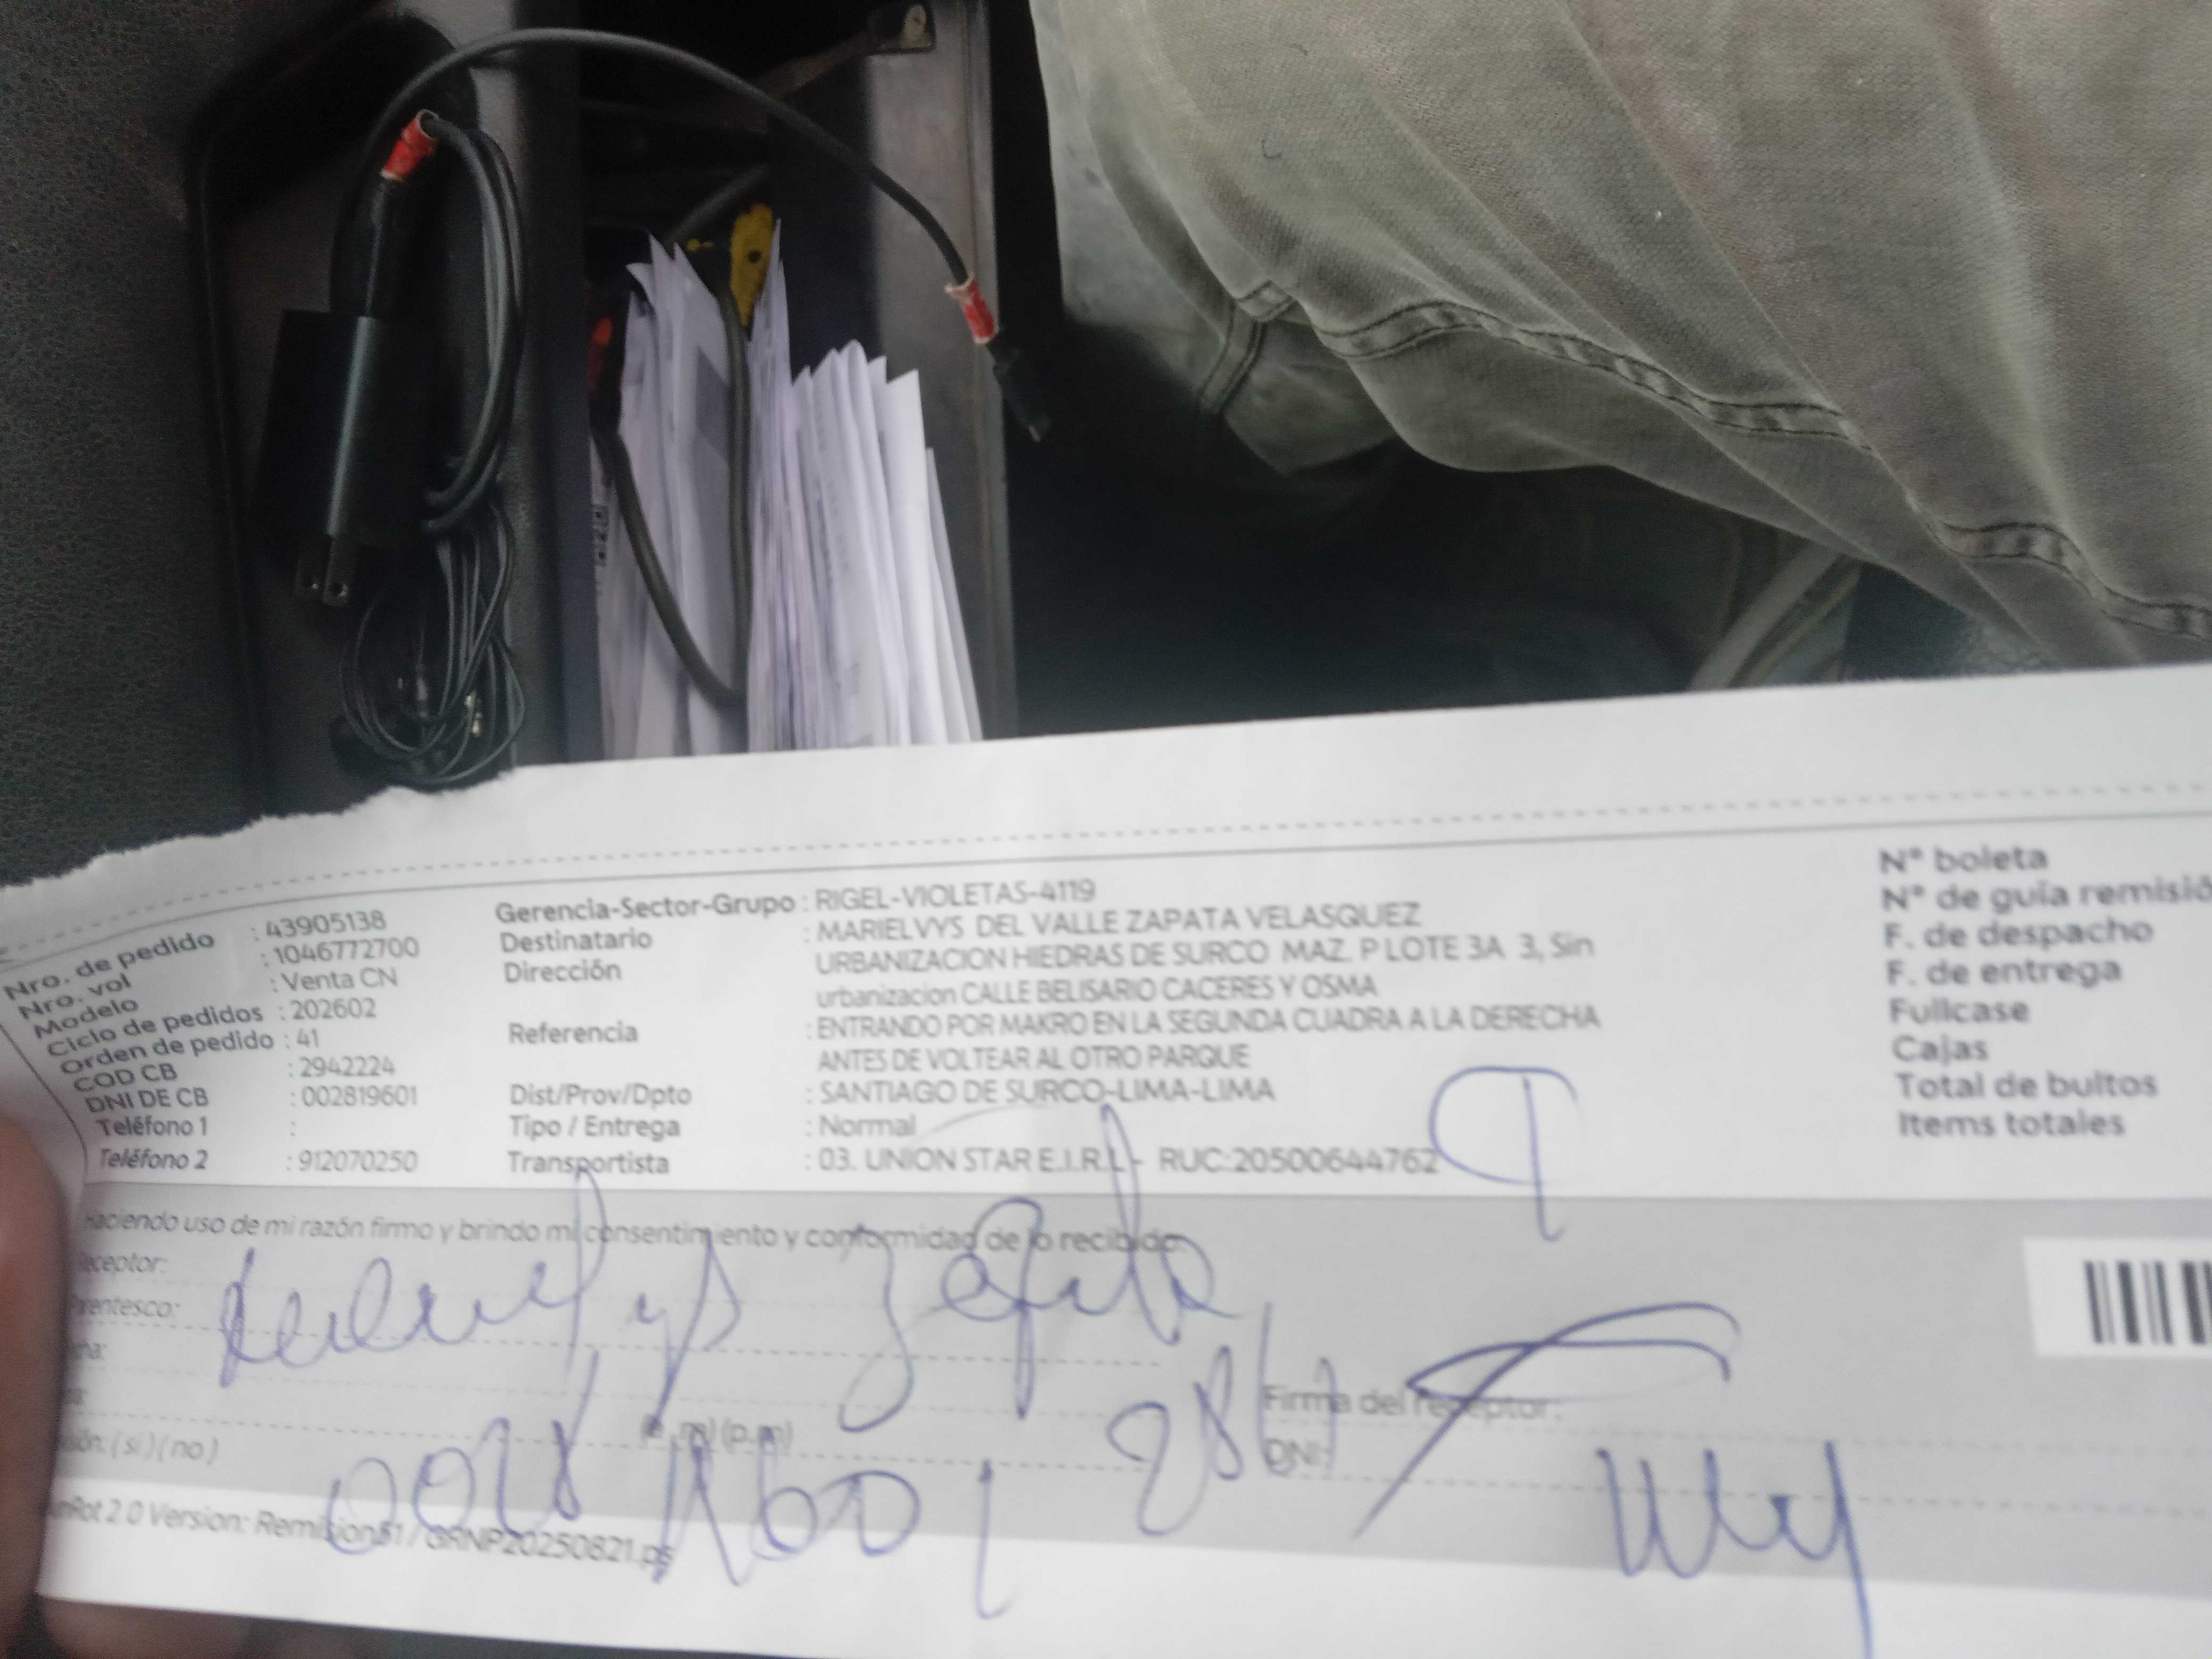 Nro. de pedido : 43905138
Nro. vol : 1046772700
Modelo : Venta CN
Ciclo de pedidos : 202602
Orden de pedido : 41
COD CB : 2942224
DNI DE CB : 002819601
Teléfono 1 :
Teléfono 2 : 912070250
Gerencia-Sector-Grupo : RIGEL-VIOLETAS-4119
Destinatario : MARIELVYS DEL VALLE ZAPATA VELASQUEZ
Dirección URBANIZACION HIEDRAS DE SURCO MAZ. P LOTE 3A 3, Sin
urbanizacion CALLE BELISARIO CACERES Y OSMA
Referencia : ENTRANDO POR MAKRO EN LA SEGUNDA CUADRA A LA DERECHA
ANTES DE VOLTEAR AL OTRO PARQUE
Dist/Prov/Dpto : SANTIAGO DE SURCO-LIMA-LIMA
Tipo / Entrega : Normal
Transportista : 03. UNION STAR E.I.R.L - RUC:20500644762
N° boleta
N° de guía remisió
F. de despacho
F. de entrega
Fullcase
Cajas
Total de bultos
Items totales
Haciendo uso de mi razón firmo y brindo mi consentimiento y conformidad de lo recibido.
Receptor:
Parentesco:
Zapata
(a.m) (p.m)
Firma del receptor:
DNI:
( si ) ( no )
2.0 Version: Remision51 / GRNP20250821.ps